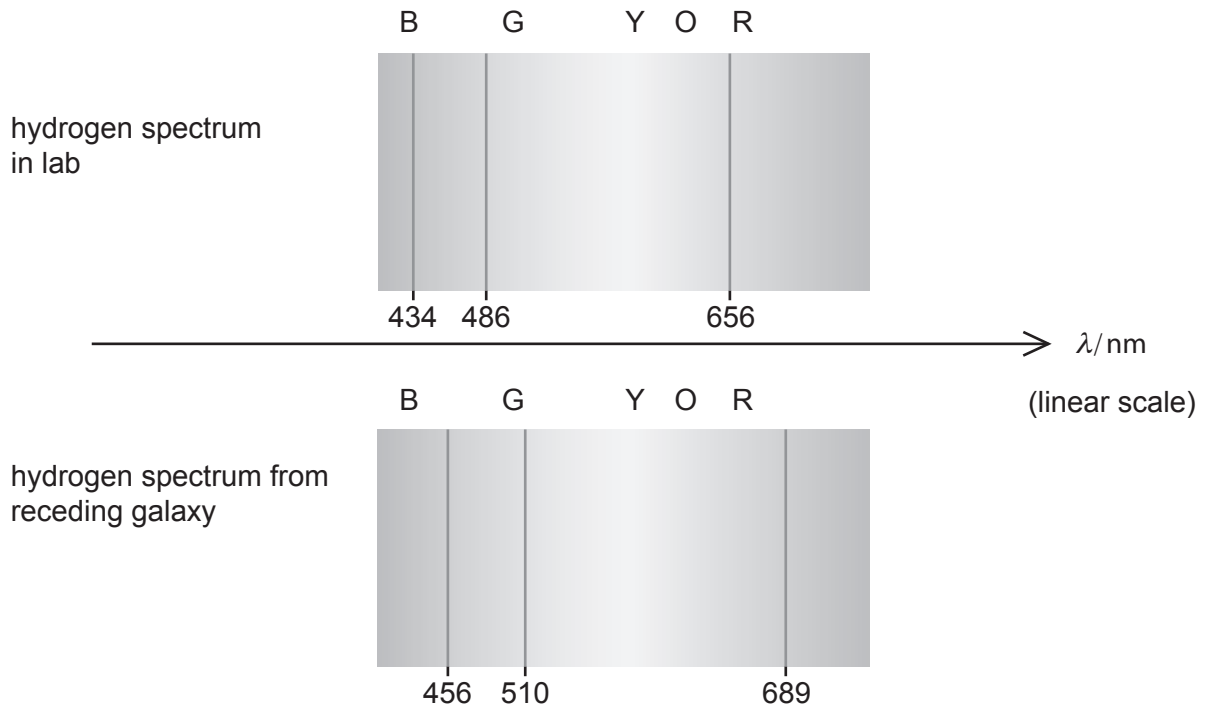 B G Y O R
hydrogen spectrum
in lab
434 486 656
λ/nm
B G Y O R
(linear scale)
hydrogen spectrum from
receding galaxy
456 510 689